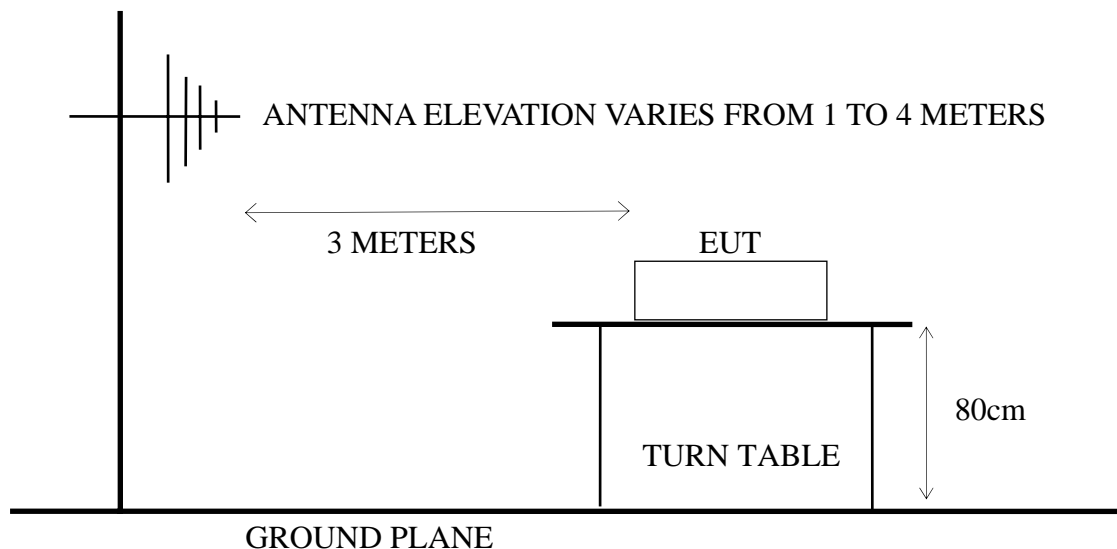 ANTENNA ELEVATION VARIES FROM 1 TO 4 METERS
3 METERS
EUT
80cm
TURN TABLE
GROUND PLANE